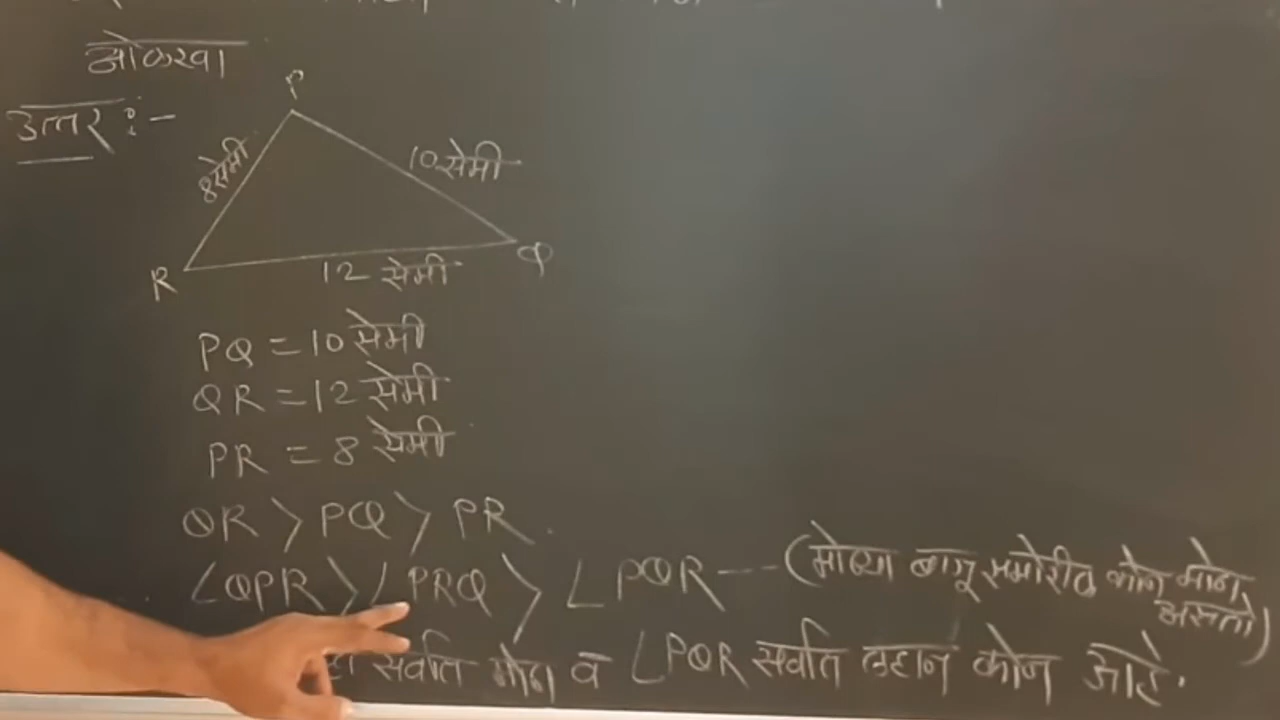 ओळखा
उत्तर :-
P
8 सेमी
10 सेमी
R
12 सेमी
Q
PQ = 10 सेमी
QR = 12 सेमी
PR = 8 सेमी
QR > PQ > PR.
∠QPR > ∠PRQ > ∠PQR --- (मोठ्या बाजू समोरील कोन मोठा
असतो)
सर्वात मोठा व ∠PQR सर्वात लहान कोन आहे.